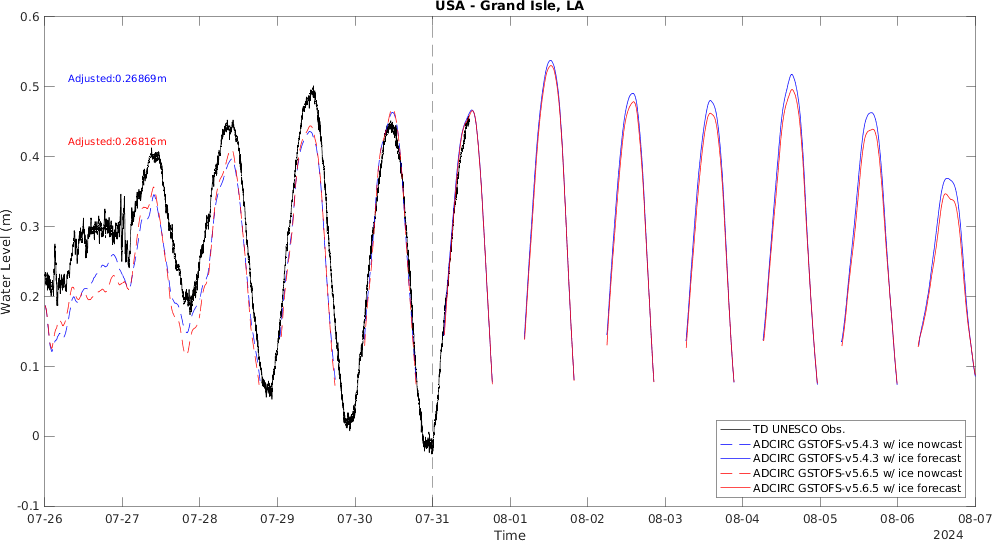 USA - Grand Isle, LA
0.6
0.5
0.4
0.3
0.2
0.1
0
-0.1
Water Level (m)
Adjusted:0.26869m
Adjusted:0.26816m
TD UNESCO Obs.
ADCIRC GSTOFS-v5.4.3 w/ ice nowcast
ADCIRC GSTOFS-v5.4.3 w/ ice forecast
ADCIRC GSTOFS-v5.6.5 w/ ice nowcast
ADCIRC GSTOFS-v5.6.5 w/ ice forecast
07-26 07-27 07-28 07-29 07-30 07-31 08-01 08-02 08-03 08-04 08-05 08-06 08-07
Time
2024